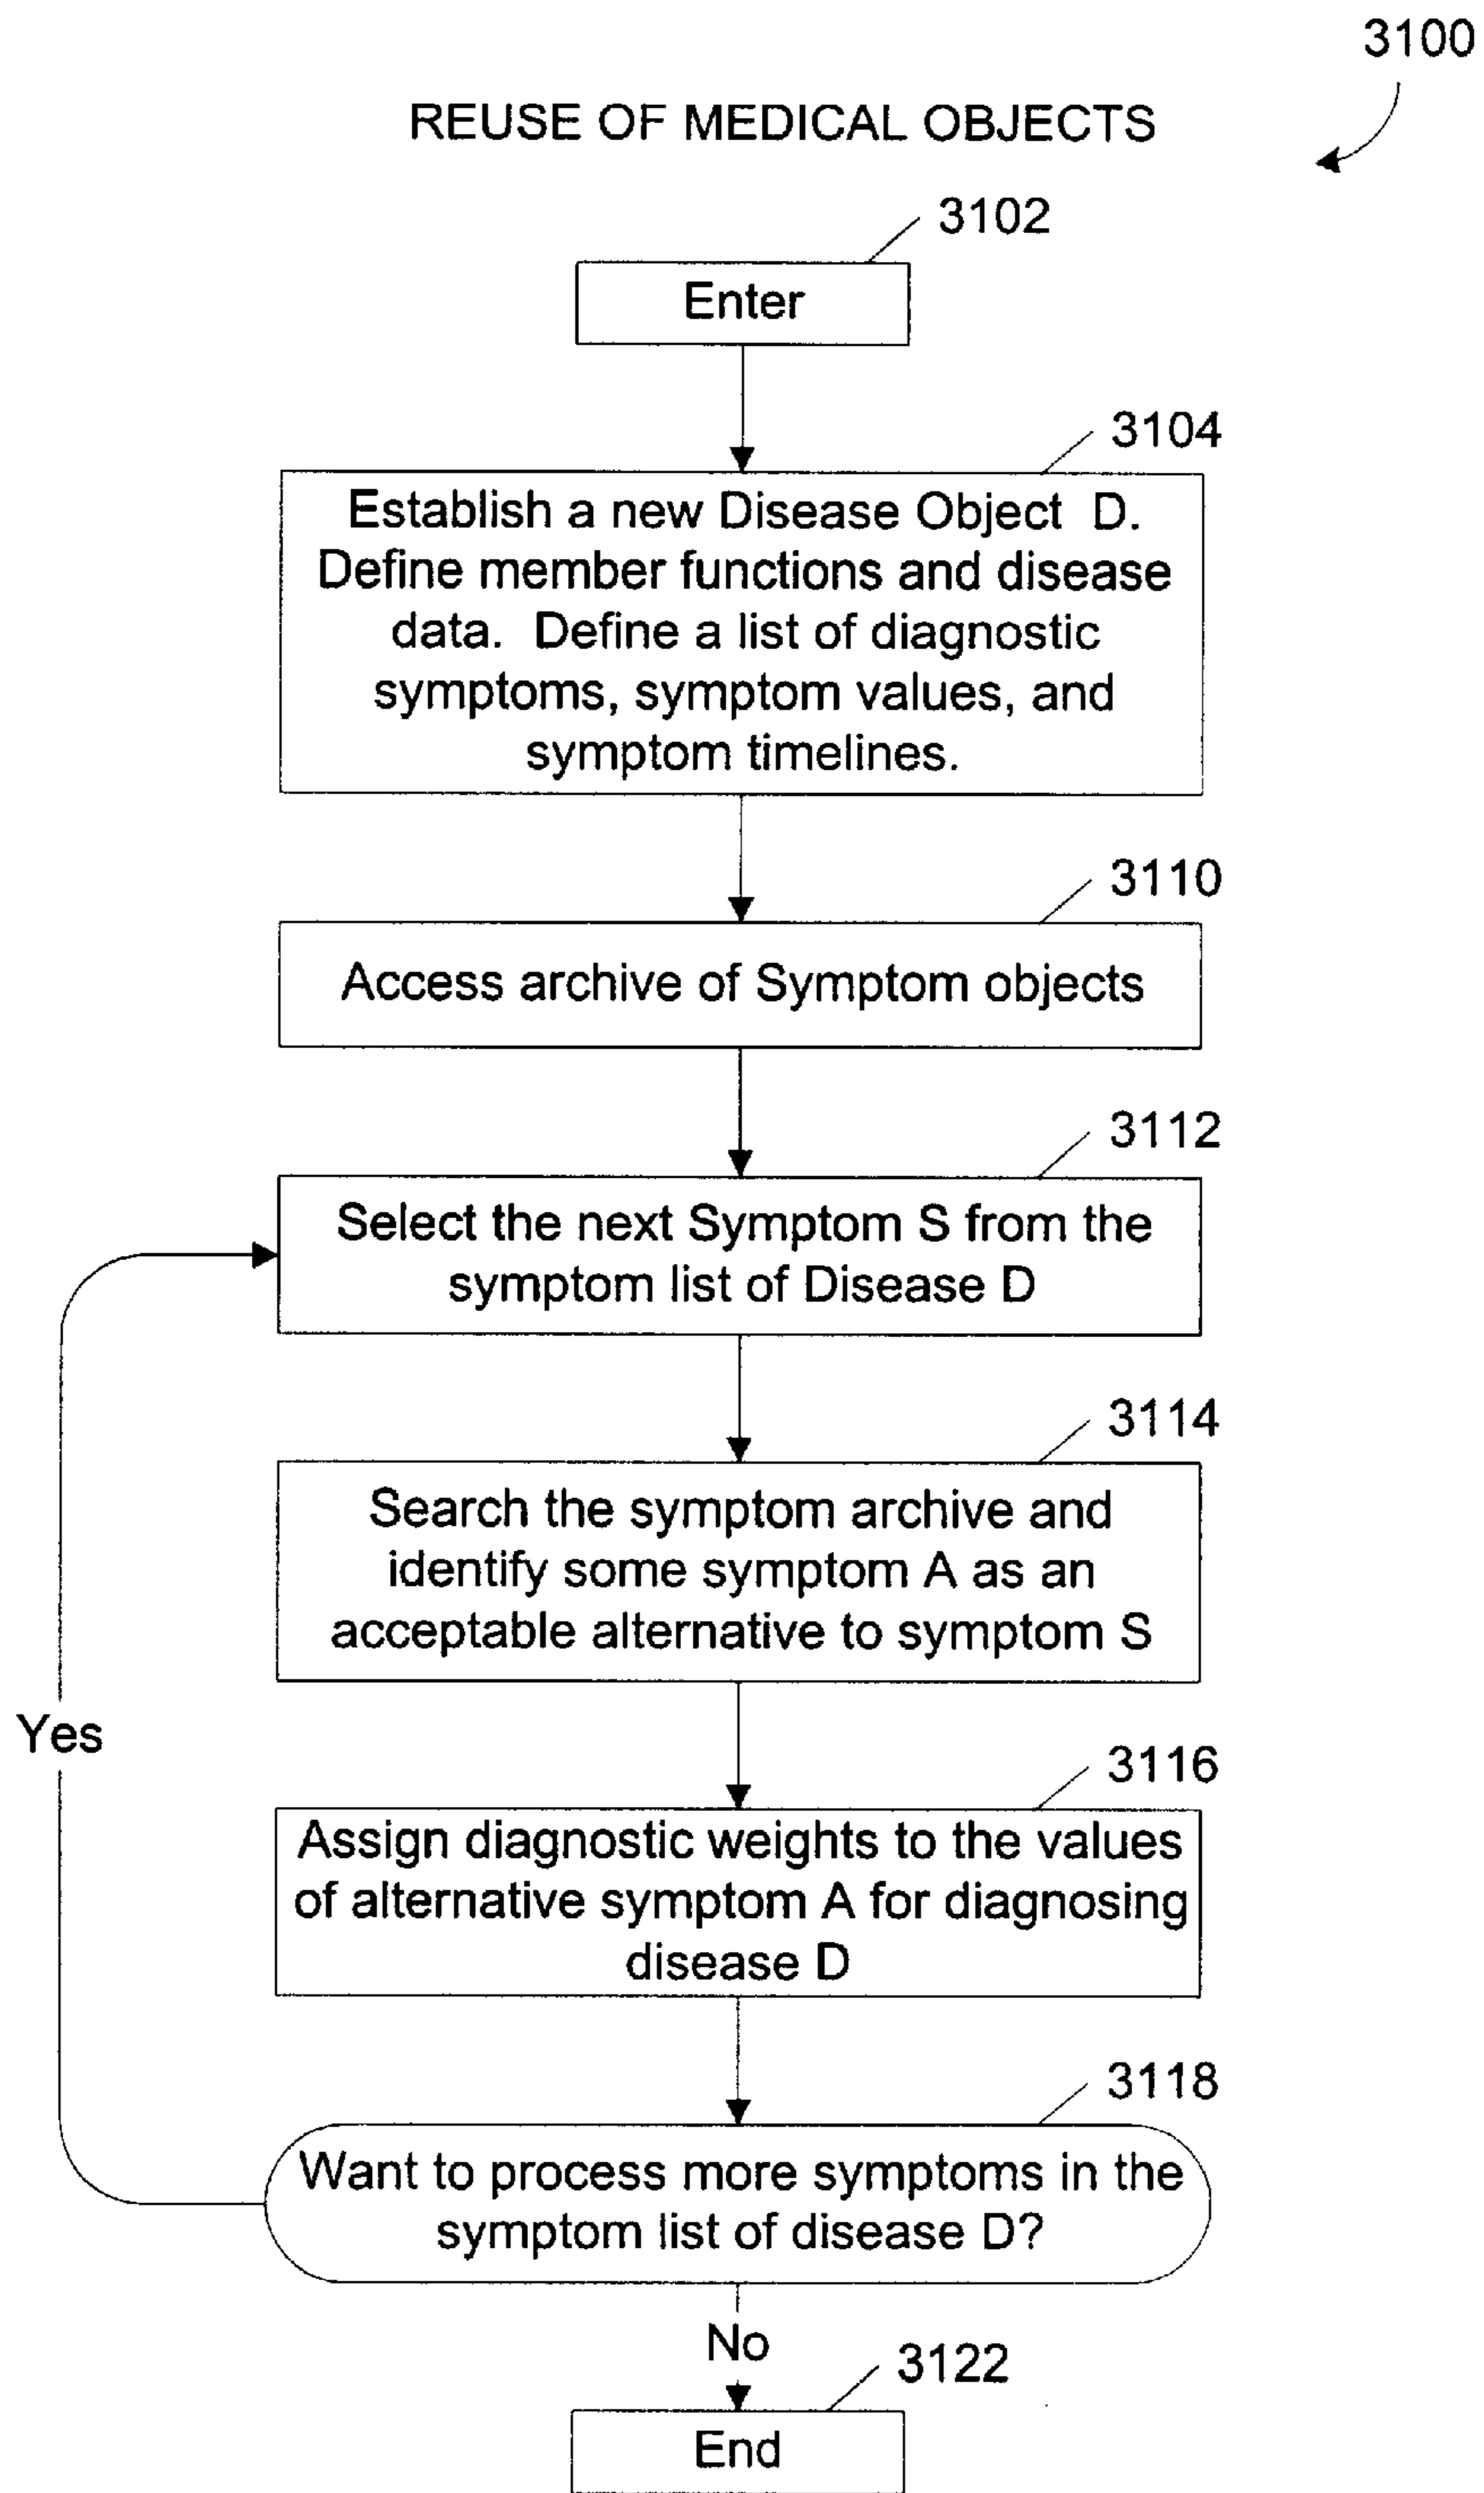 3100
REUSE OF MEDICAL OBJECTS
3102
Enter
3104
Establish a new Disease Object D.
Define member functions and disease
data. Define a list of diagnostic
symptoms, symptom values, and
symptom timelines.
3110
Access archive of Symptom objects
3112
Select the next Symptom S from the
symptom list of Disease D
3114
Search the symptom archive and
identify some symptom A as an
acceptable alternative to symptom S
Yes
3116
Assign diagnostic weights to the values
of alternative symptom A for diagnosing
disease D
3118
Want to process more symptoms in the
symptom list of disease D?
No
3122
End